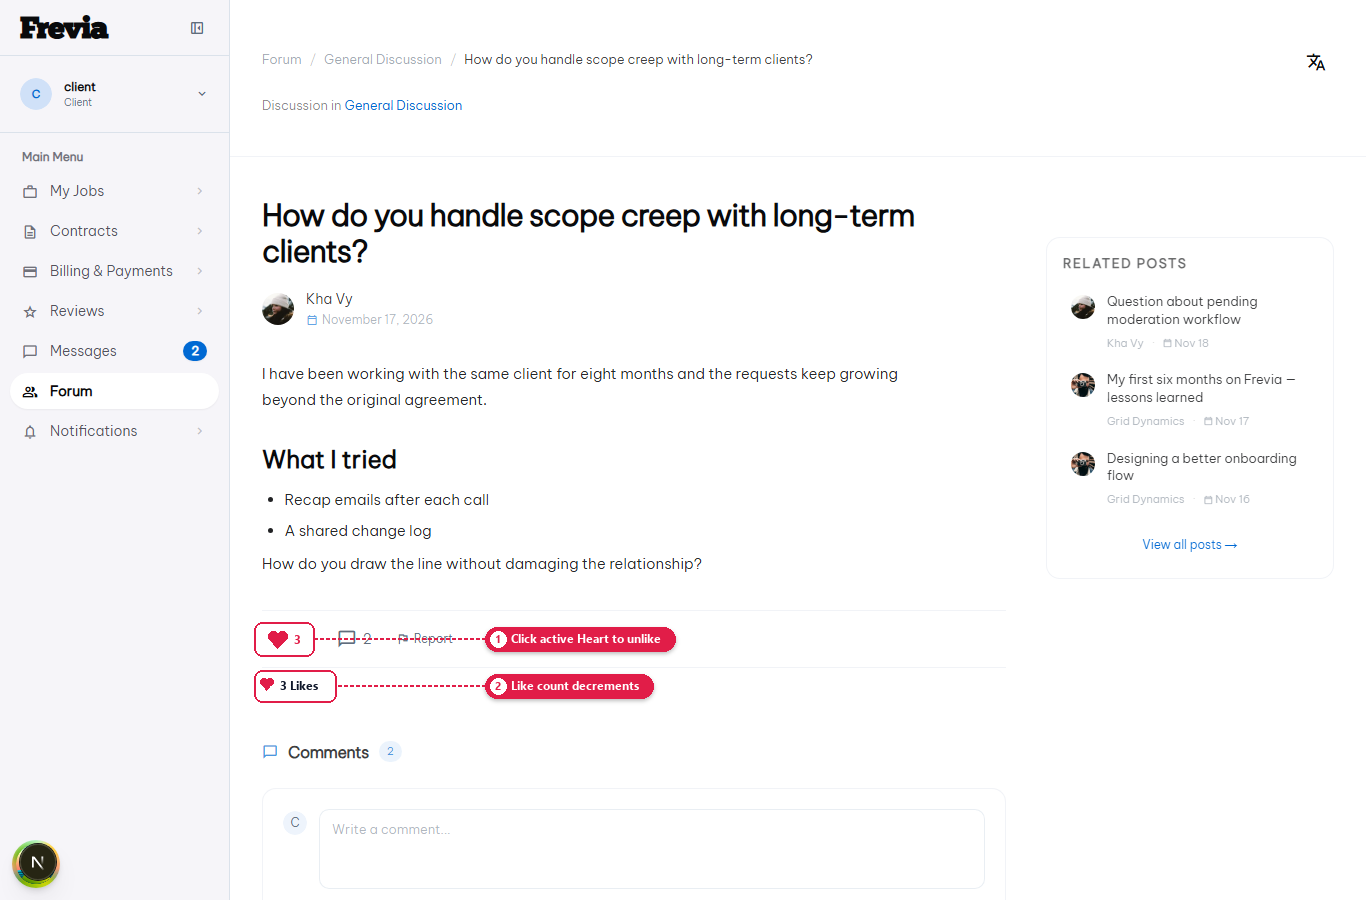 Frevia
C
client
Client
Main Menu
My Jobs
Contracts
Billing & Payments
Reviews
Messages
2
Forum
Notifications
N
Forum / General Discussion / How do you handle scope creep with long-term clients?
Discussion in General Discussion
How do you handle scope creep with long-term
clients?
Kha Vy
November 17, 2026
I have been working with the same client for eight months and the requests keep growing
beyond the original agreement.
What I tried
• Recap emails after each call
• A shared change log
How do you draw the line without damaging the relationship?
3
2
Report
1 Click active Heart to unlike
3 Likes
2 Like count decrements
Comments 2
C
Write a comment...
RELATED POSTS
Question about pending
moderation workflow
Kha Vy · Nov 18
My first six months on Frevia —
lessons learned
Grid Dynamics · Nov 17
Designing a better onboarding
flow
Grid Dynamics · Nov 16
View all posts →